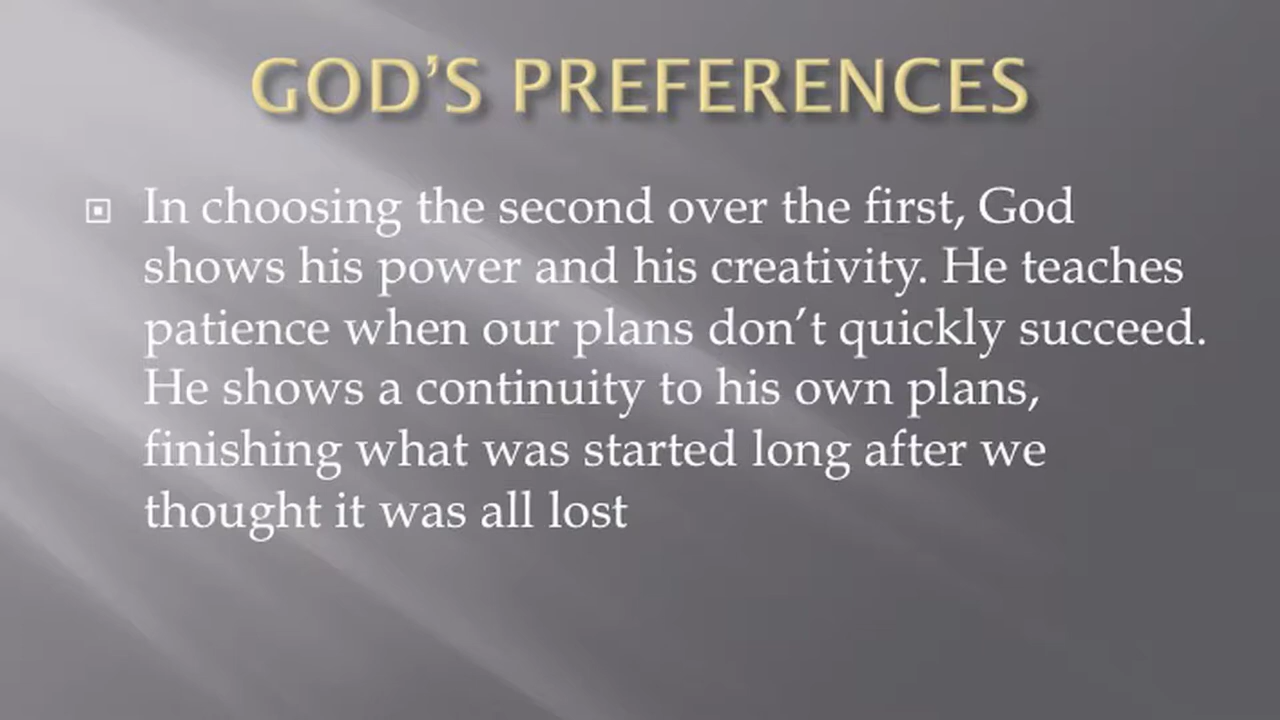 GOD’S PREFERENCES
In choosing the second over the first, God
shows his power and his creativity. He teaches
patience when our plans don’t quickly succeed.
He shows a continuity to his own plans,
finishing what was started long after we
thought it was all lost